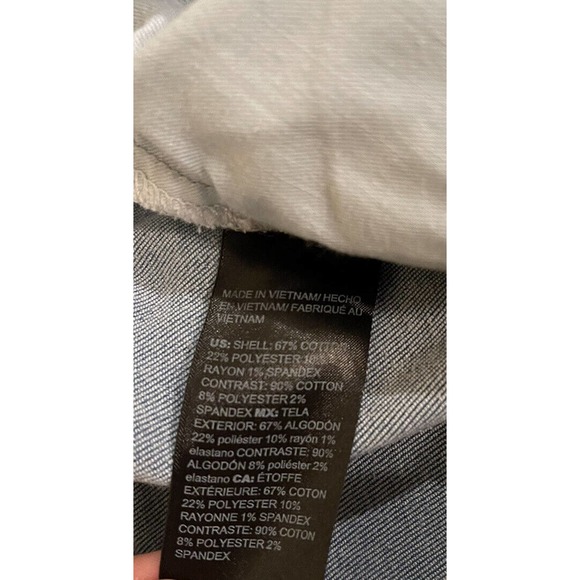 MADE IN VIETNAM/ HECHO
EN VIETNAM/ FABRIQUÉ AU
VIETNAM
US: SHELL: 67% COTTON
22% POLYESTER 10%
RAYON 1% SPANDEX
CONTRAST: 90% COTTON
8% POLYESTER 2%
SPANDEX MX: TELA
EXTERIOR: 67% ALGODÓN
22% poliéster 10% rayón 1%
elastano CONTRASTE: 90%
ALGODÓN 8% poliéster 2%
elastano CA: ÉTOFFE
EXTÉRIEURE: 67% COTON
22% POLYESTER 10%
RAYONNE 1% SPANDEX
CONTRASTE: 90% COTON
8% POLYESTER 2%
SPANDEX